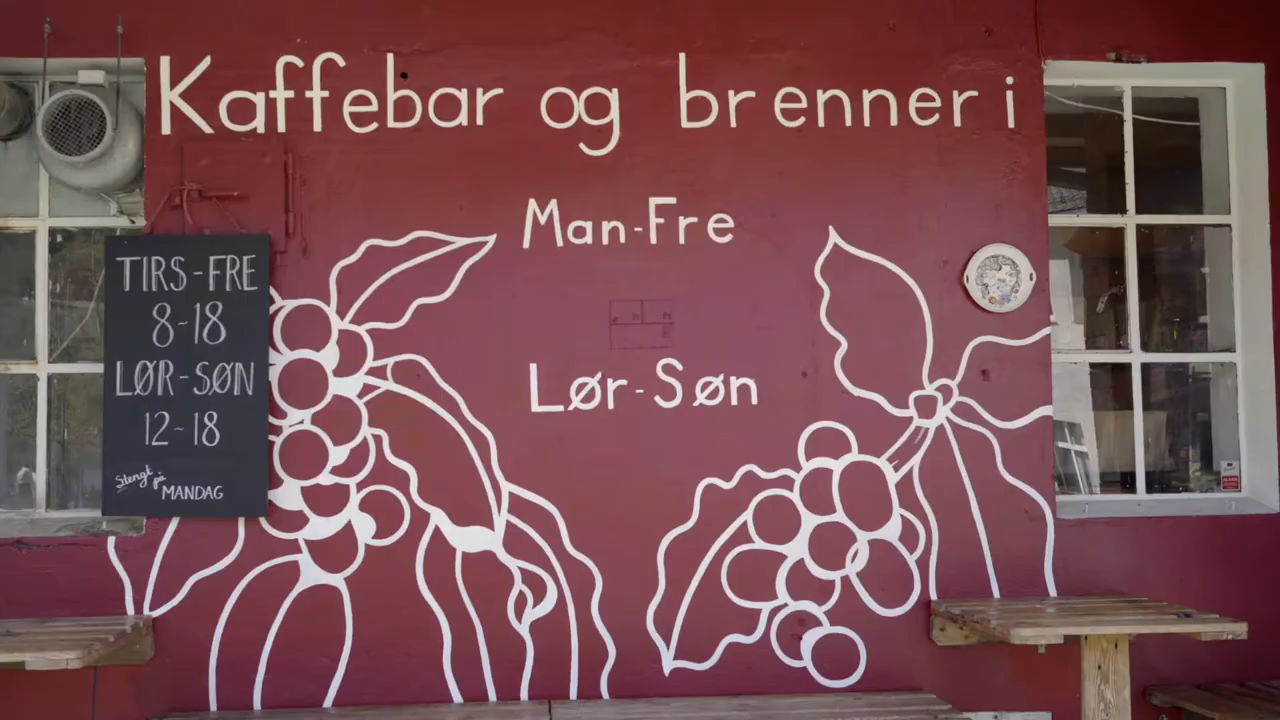 Kaffebar og brenneri
Man-Fre
Lør-Søn
TIRS-FRE
8-18
LØR-SØN
12-18
Stengt på
MANDAG